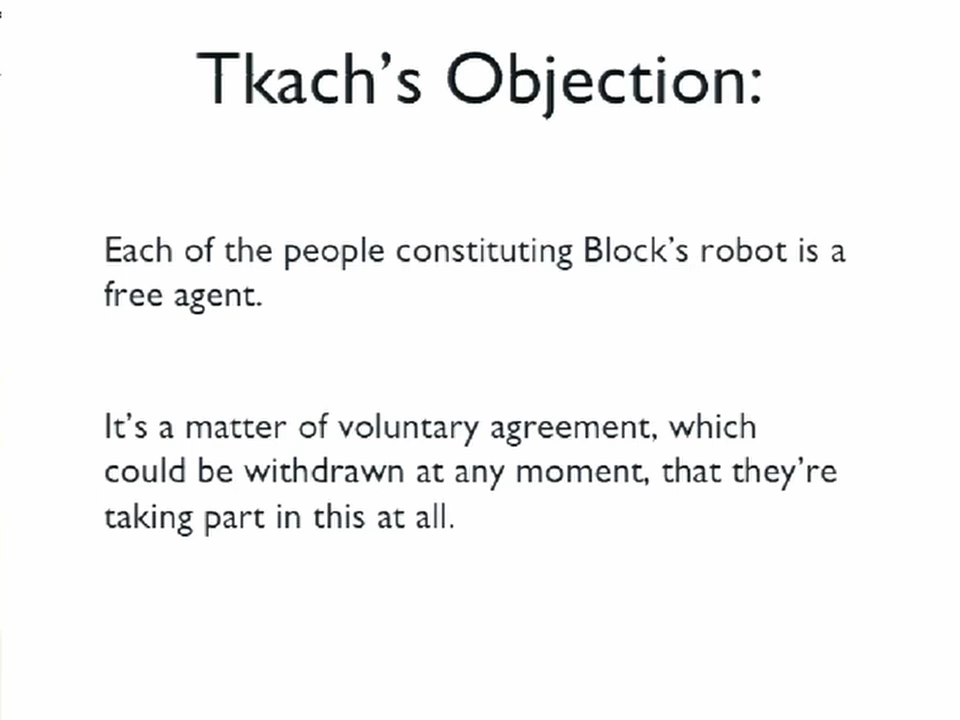 Tkach’s Objection:
Each of the people constituting Block’s robot is a
free agent.
It’s a matter of voluntary agreement, which
could be withdrawn at any moment, that they’re
taking part in this at all.